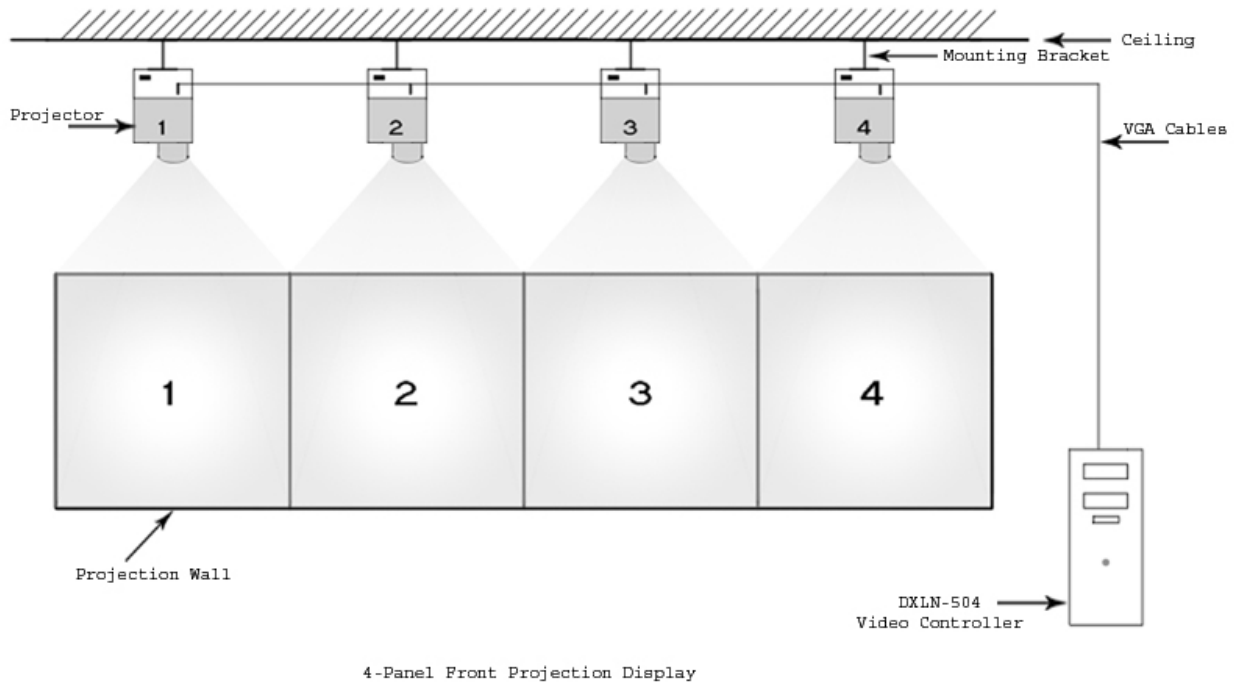 Ceiling
Mounting Bracket
Projector
1
2
3
4
VGA Cables
1
2
3
4
Projection Wall
DXLN-504
Video Controller
4-Panel Front Projection Display